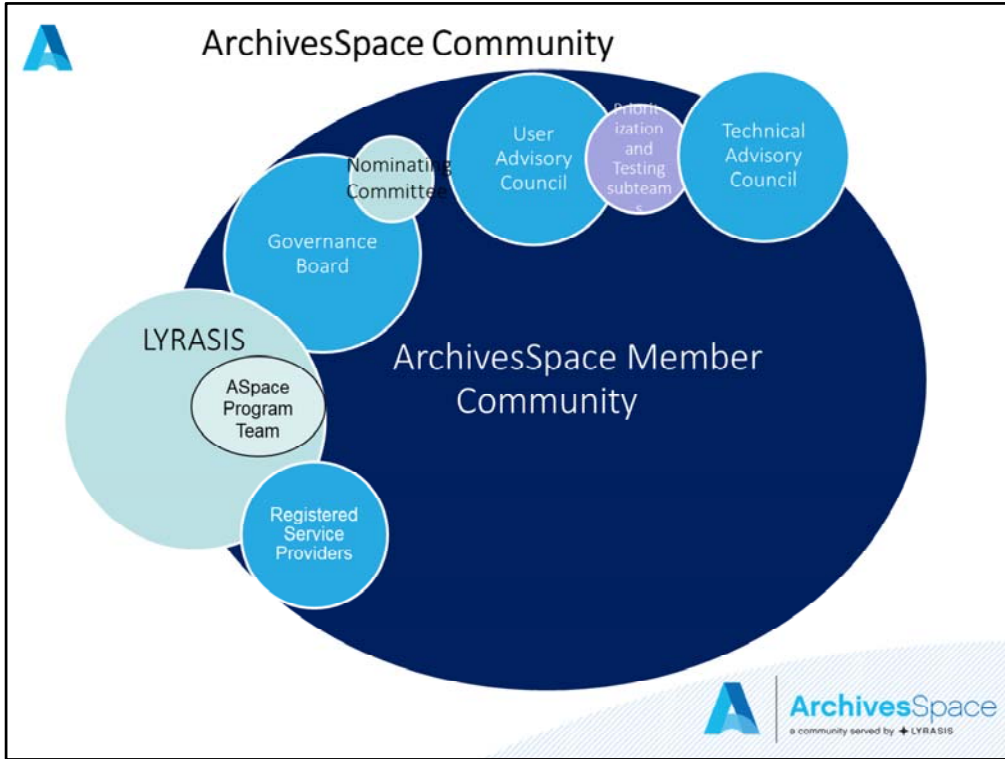 ArchivesSpace Community
User
Advisory
Council
Priorit-
ization
and
Testing
subteam
s
Technical
Advisory
Council
Nominating
Committee
Governance
Board
LYRASIS
ASpace
Program
Team
ArchivesSpace Member
Community
Registered
Service
Providers
ArchivesSpace
a community served by LYRASIS